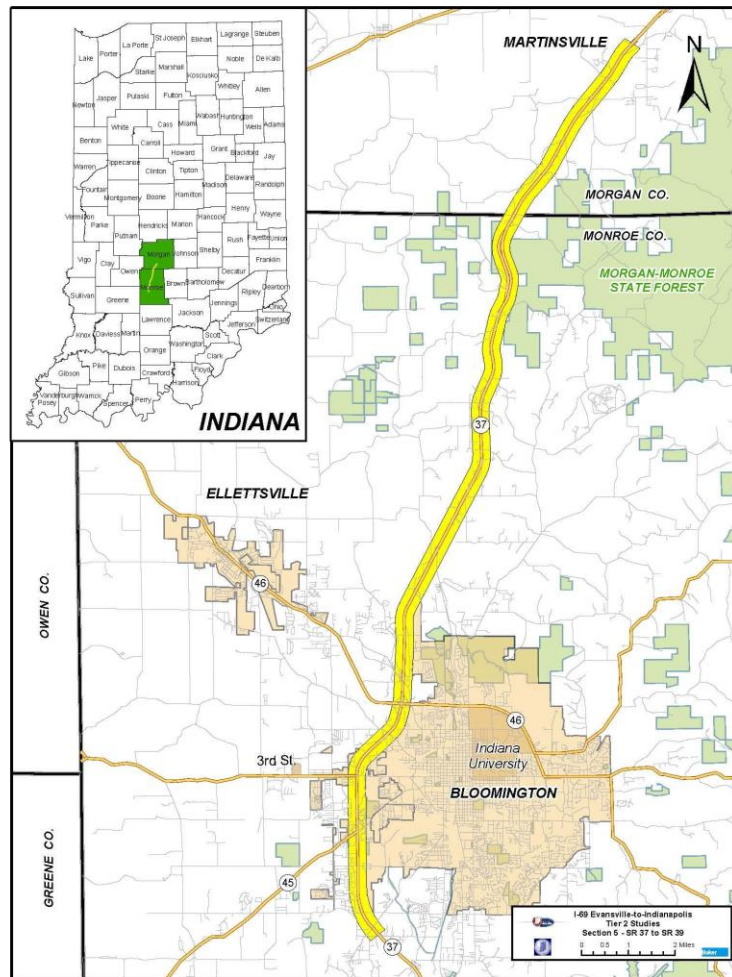 MARTINSVILLE
N
MORGAN CO.
MONROE CO.
MORGAN-MONROE
STATE FOREST
37
ELLETTSVILLE
46
OWEN CO.
GREENE CO.
3rd St.
46
Indiana
University
BLOOMINGTON
45
37
Lake
Porter
La Porte
St Joseph
Elkhart
Lagrange
Steuben
Noble
De Kalb
Starke
Marshall
Kosciusko
Whitley
Allen
Newton
Jasper
Pulaski
Fulton
Wabash
Huntington
Wells
Adams
White
Cass
Miami
Benton
Carroll
Howard
Grant
Blackford
Jay
Warren
Tippecanoe
Clinton
Tipton
Madison
Delaware
Randolph
Fountain
Montgomery
Boone
Hamilton
Henry
Wayne
Vermillion
Parke
Putnam
Hendricks
Marion
Hancock
Rush
Fayette
Union
Vigo
Clay
Owen
Morgan
Johnson
Shelby
Decatur
Franklin
Sullivan
Greene
Monroe
Brown
Bartholomew
Ripley
Dearborn
Ohio
Jennings
Switzerland
Jefferson
Lawrence
Jackson
Scott
Knox
Daviess
Martin
Orange
Washington
Clark
Floyd
Gibson
Pike
Dubois
Crawford
Harrison
Vanderburgh
Warrick
Posey
Spencer
Perry
INDIANA
I-69 Evansville-to-Indianapolis
Tier 2 Studies
Section 5 - SR 37 to SR 39
0 0.5 1 2 Miles
Baker